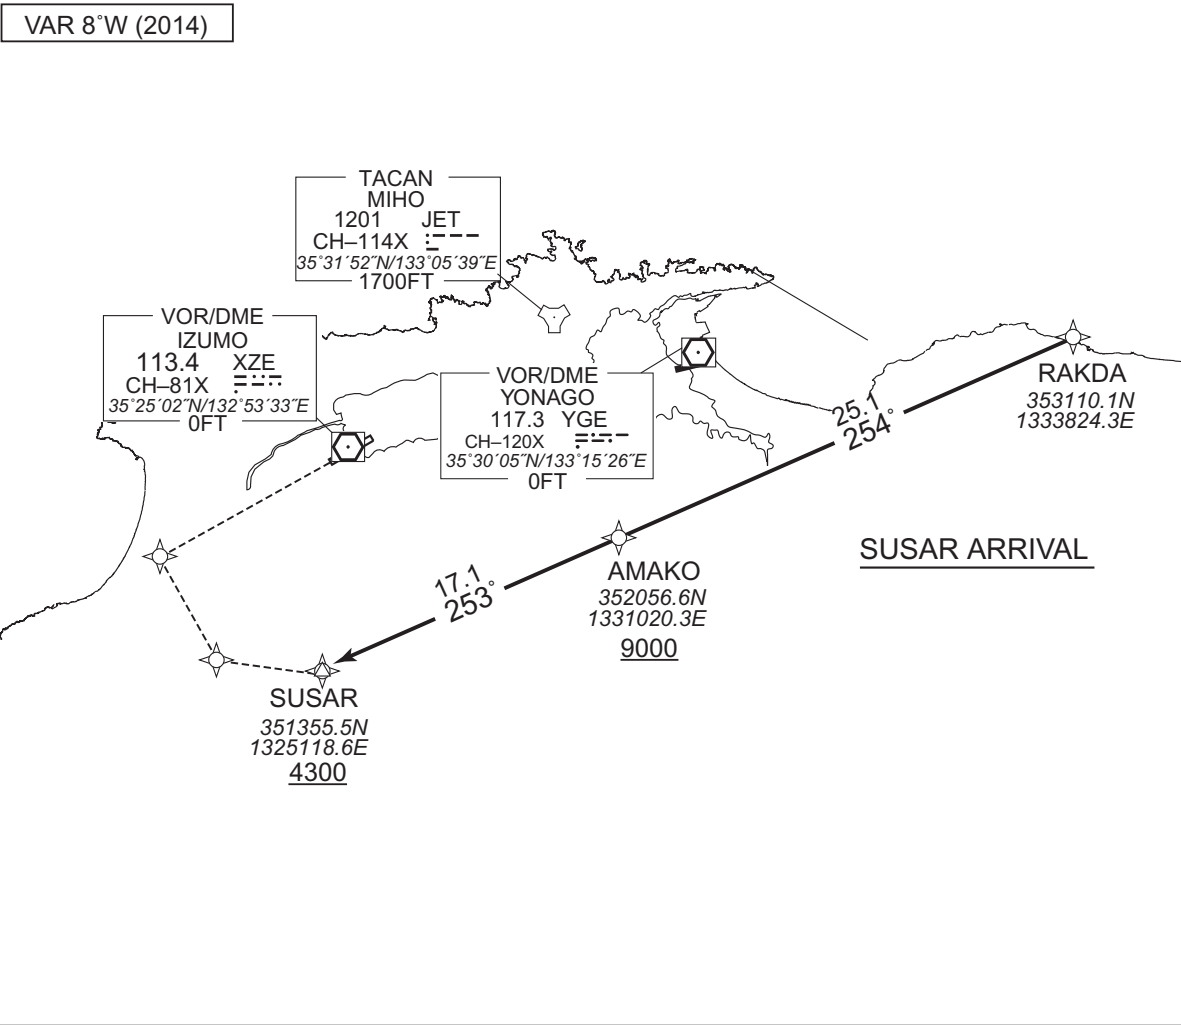 VAR 8˚W (2014)
TACAN
MIHO
1201 JET
CH–114X
35˚31´52˝N/133˚05´39˝E
1700FT
VOR/DME
IZUMO
113.4 XZE
CH–81X
35˚25´02˝N/132˚53´33˝E
0FT
VOR/DME
YONAGO
117.3 YGE
CH–120X
35˚30´05˝N/133˚15´26˝E
0FT
RAKDA
353110.1N
1333824.3E
25.1
254˚
SUSAR ARRIVAL
AMAKO
352056.6N
1331020.3E
9000
17.1
253˚
SUSAR
351355.5N
1325118.6E
4300